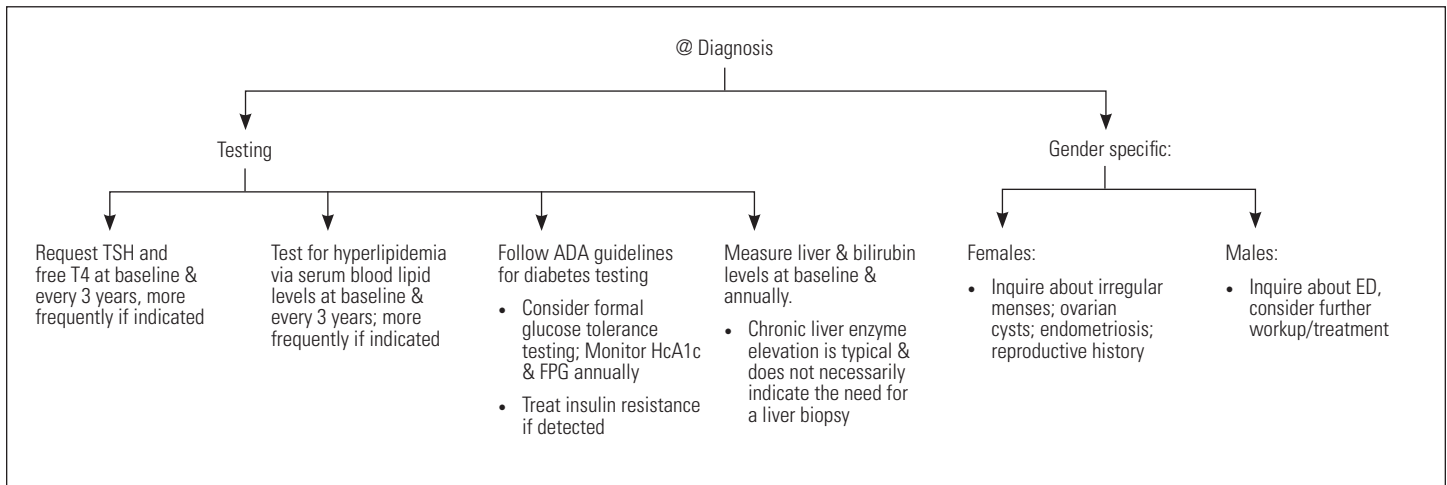 @ Diagnosis
Testing
Gender specific:
Request TSH and
free T4 at baseline &
every 3 years, more
frequently if indicated
Test for hyperlipidemia
via serum blood lipid
levels at baseline &
every 3 years; more
frequently if indicated
Follow ADA guidelines
for diabetes testing
• Consider formal
glucose tolerance
testing; Monitor HcA1c
& FPG annually
• Treat insulin resistance
if detected
Measure liver & bilirubin
levels at baseline &
annually.
• Chronic liver enzyme
elevation is typical &
does not necessarily
indicate the need for
a liver biopsy
Females:
• Inquire about irregular
menses; ovarian
cysts; endometriosis;
reproductive history
Males:
• Inquire about ED,
consider further
workup/treatment